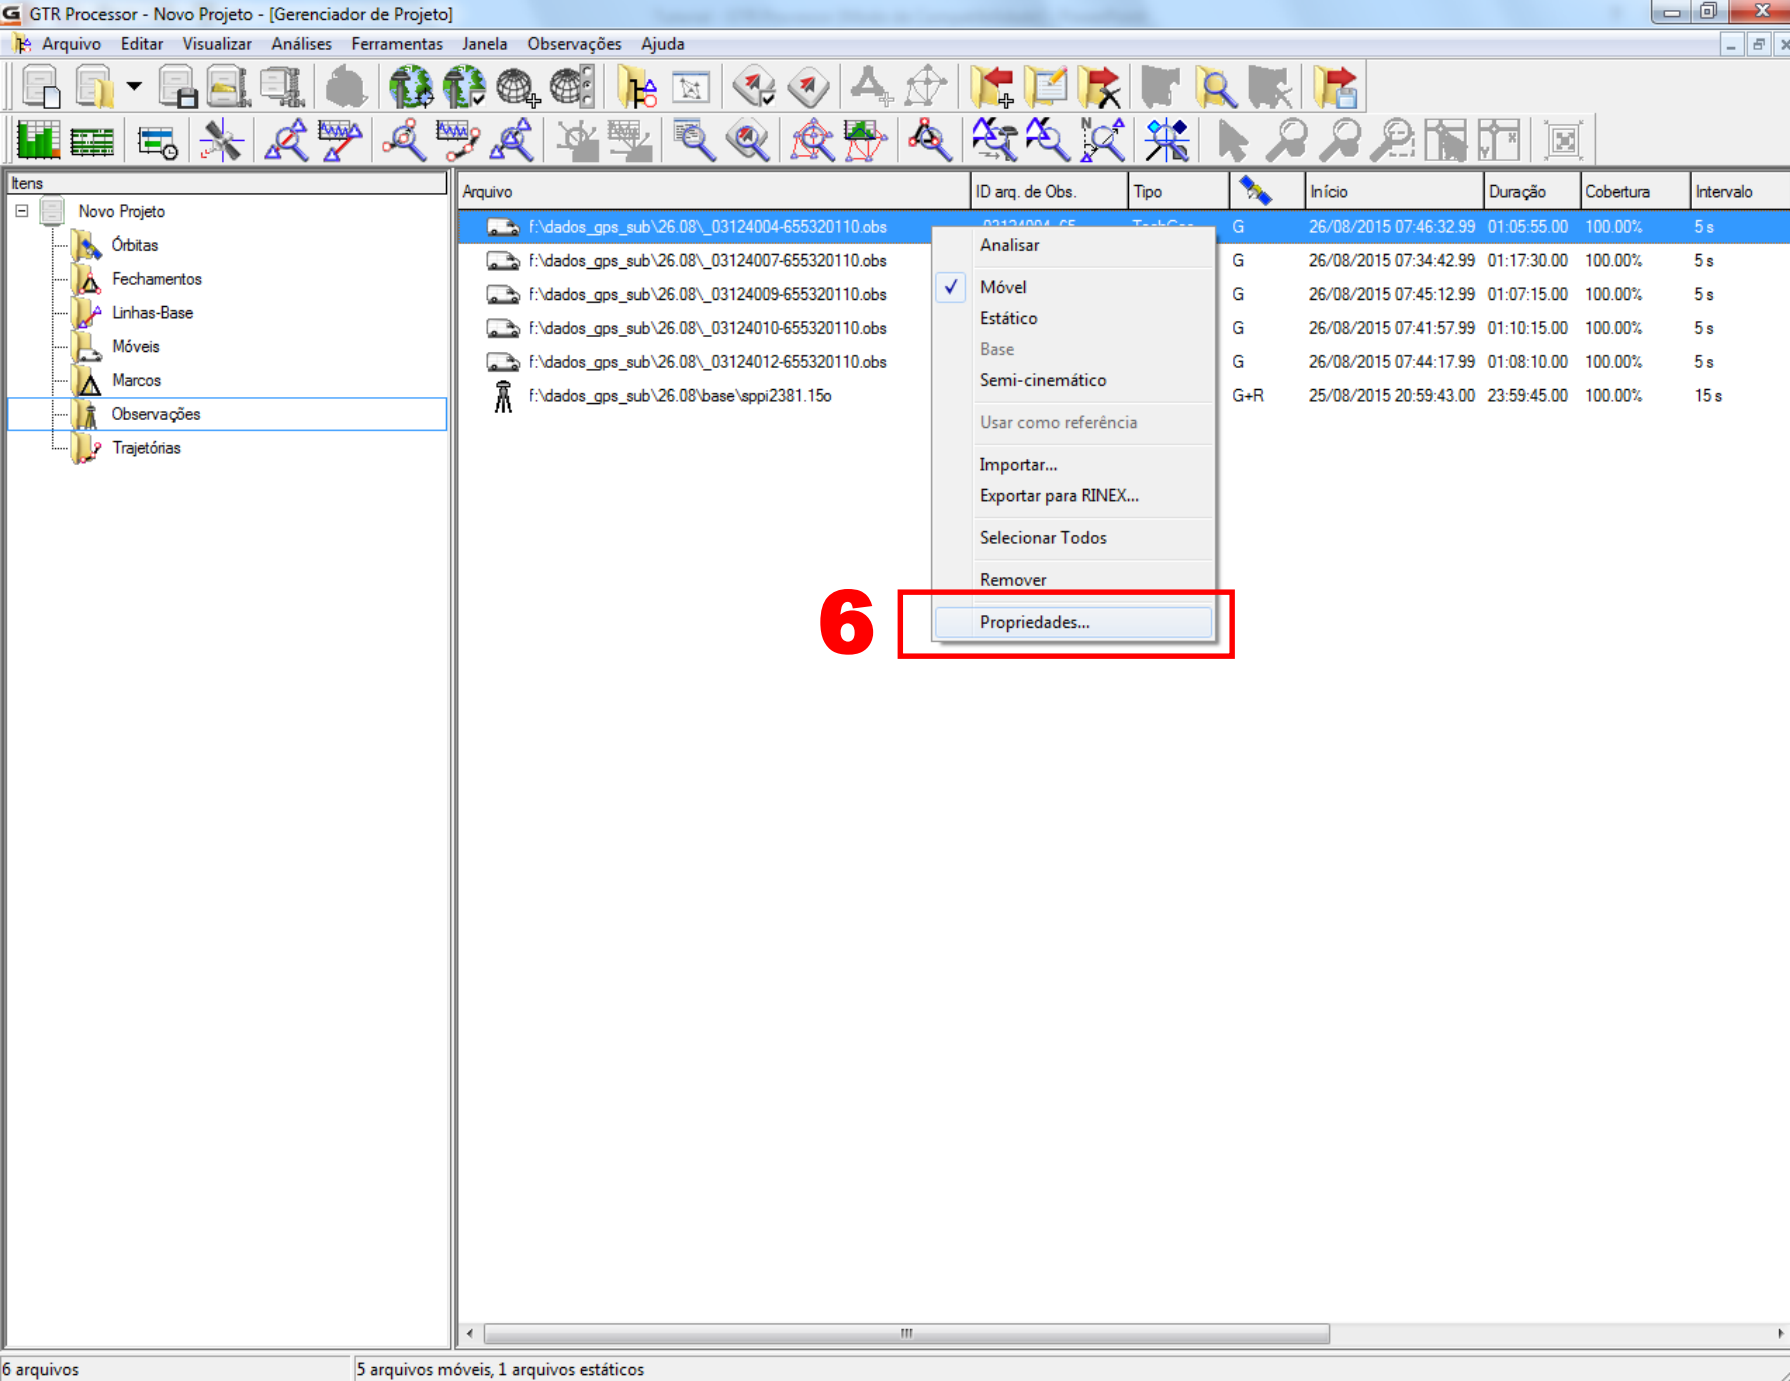 GTR Processor - Novo Projeto - [Gerenciador de Projeto]
Arquivo Editar Visualizar Análises Ferramentas Janela Observações Ajuda
Itens
Novo Projeto
Órbitas
Fechamentos
Linhas-Base
Móveis
Marcos
Observações
Trajetórias
Arquivo ID arq. de Obs. Tipo Início Duração Cobertura Intervalo
f:\dados_gps_sub\26.08\_03124004-655320110.obs _03124004_65 TechGeo G 26/08/2015 07:46:32.99 01:05:55.00 100.00% 5 s
f:\dados_gps_sub\26.08\_03124007-655320110.obs G 26/08/2015 07:34:42.99 01:17:30.00 100.00% 5 s
f:\dados_gps_sub\26.08\_03124009-655320110.obs G 26/08/2015 07:45:12.99 01:07:15.00 100.00% 5 s
f:\dados_gps_sub\26.08\_03124010-655320110.obs G 26/08/2015 07:41:57.99 01:10:15.00 100.00% 5 s
f:\dados_gps_sub\26.08\_03124012-655320110.obs G 26/08/2015 07:44:17.99 01:08:10.00 100.00% 5 s
f:\dados_gps_sub\26.08\base\sppi2381.15o G+R 25/08/2015 20:59:43.00 23:59:45.00 100.00% 15 s
Analisar
Móvel
Estático
Base
Semi-cinemático
Usar como referência
Importar...
Exportar para RINEX...
Selecionar Todos
Remover
6 Propriedades...
6 arquivos
5 arquivos móveis, 1 arquivos estáticos